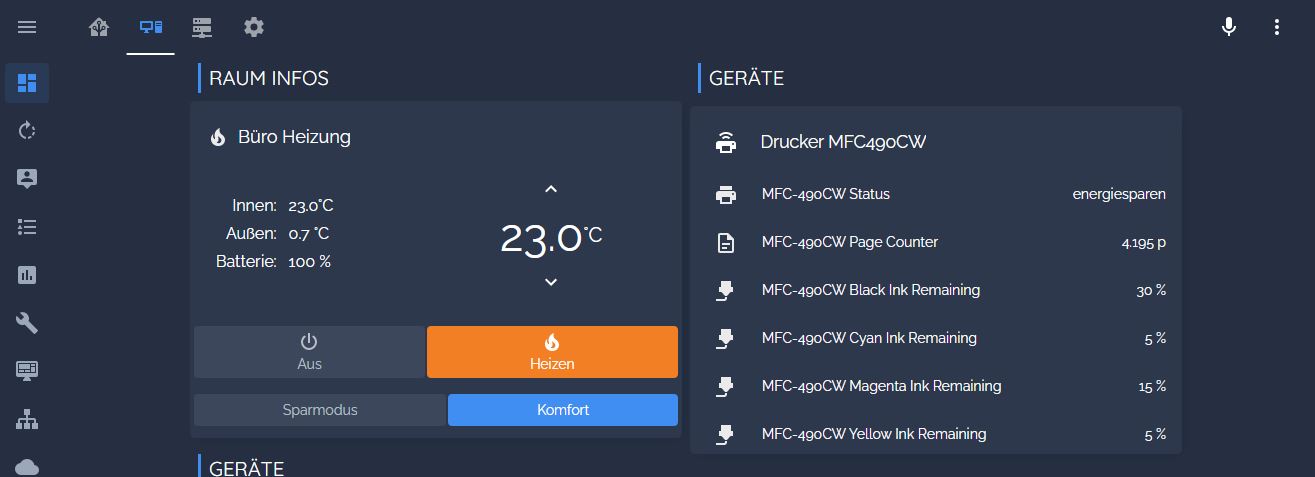 RAUM INFOS
Büro Heizung
Innen: 23.0°C
Außen: 0.7 °C
Batterie: 100 %
23.0°C
Aus
Heizen
Sparmodus
Komfort
GERÄTE
GERÄTE
Drucker MFC490CW
MFC-490CW Status energiesparen
MFC-490CW Page Counter 4.195 p
MFC-490CW Black Ink Remaining 30 %
MFC-490CW Cyan Ink Remaining 5 %
MFC-490CW Magenta Ink Remaining 15 %
MFC-490CW Yellow Ink Remaining 5 %